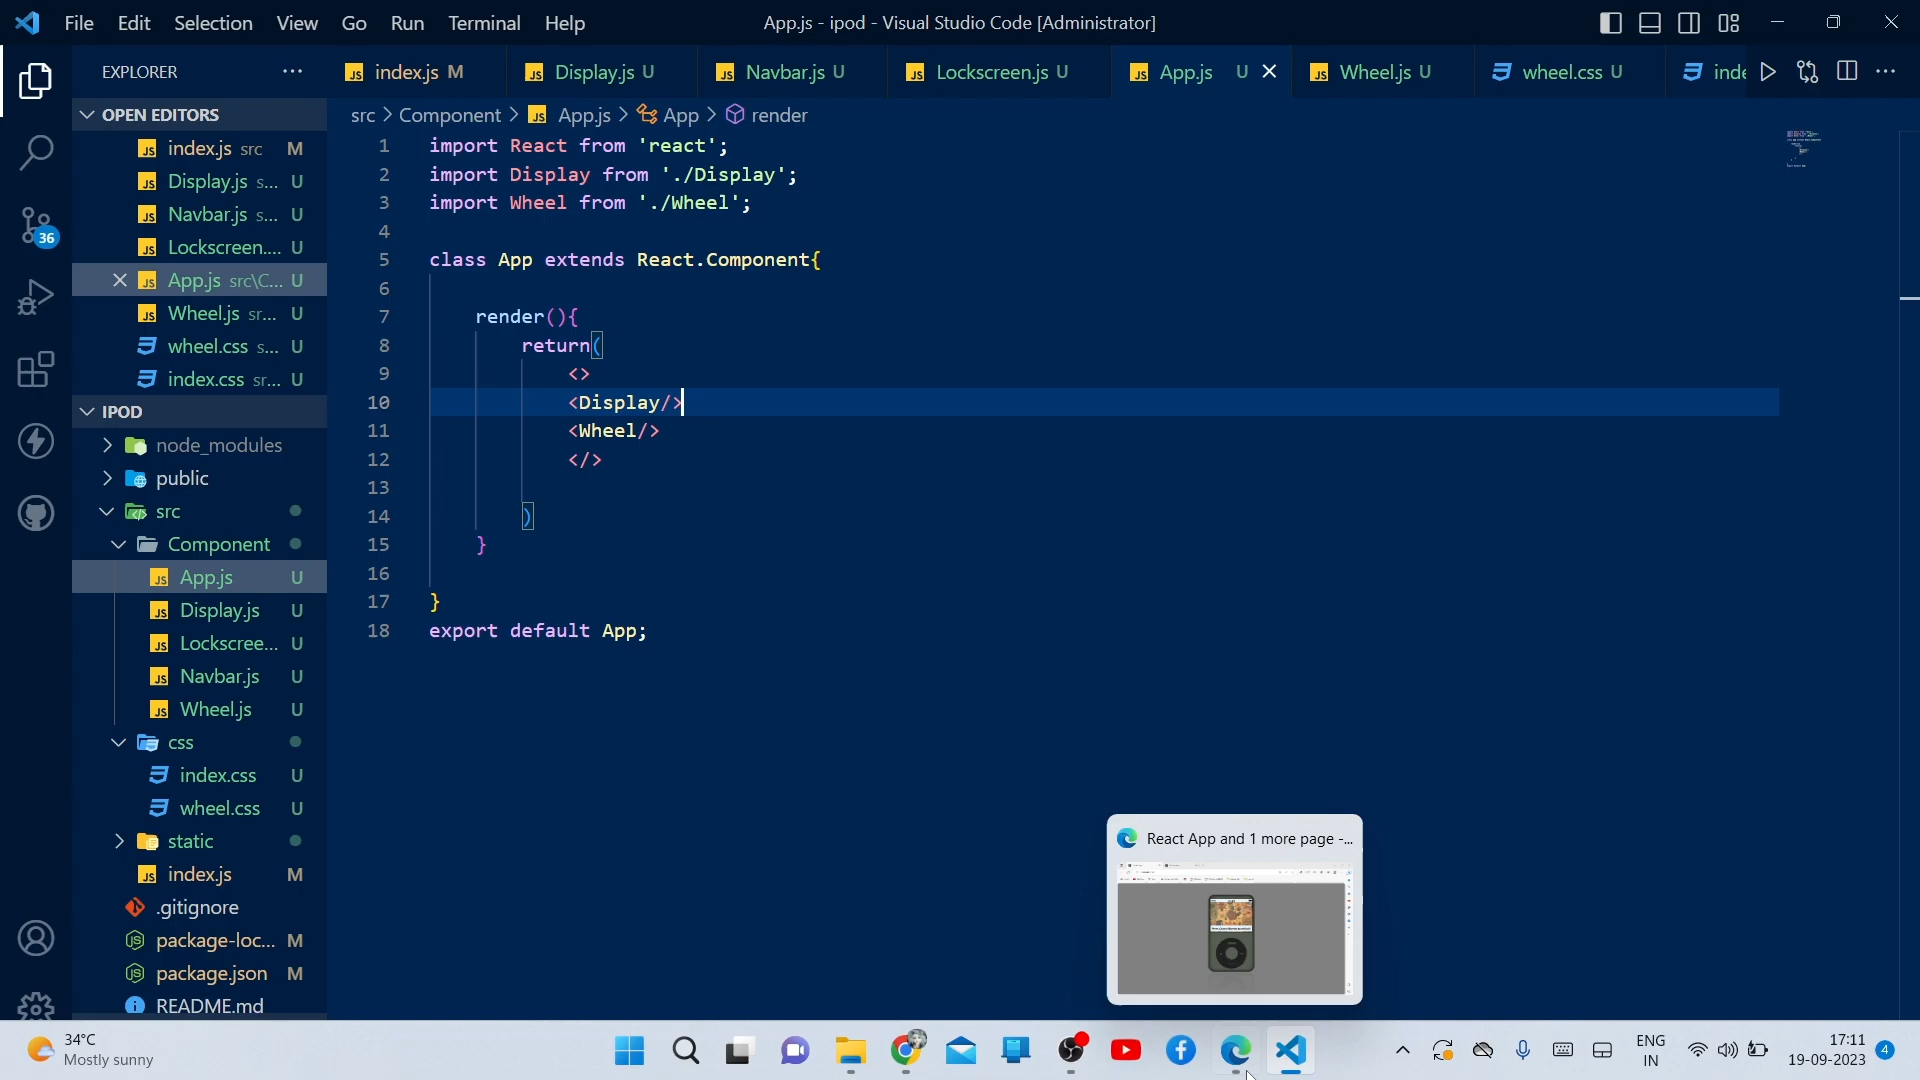 File Edit Selection View Go Run Terminal Help App.js - ipod - Visual Studio Code [Administrator]
EXPLORER
index.js M Display.js U Navbar.js U Lockscreen.js U App.js U Wheel.js U wheel.css U inde
OPEN EDITORS
index.js src M
Display.js s... U
Navbar.js s... U
Lockscreen.... U
App.js src\C... U
Wheel.js sr... U
wheel.css s... U
index.css sr... U
36
IPOD
node_modules
public
src
Component
App.js U
Display.js U
Lockscree... U
Navbar.js U
Wheel.js U
css
index.css U
wheel.css U
static
index.js M
.gitignore
package-loc... M
package.json M
README.md
src > Component > App.js > App > render
1 import React from 'react';
2 import Display from './Display';
3 import Wheel from './Wheel';
4
5 class App extends React.Component{
6
7 render(){
8 return(
9 <>
10 <Display/>
11 <Wheel/>
12 </>
13
14 )
15 }
16
17 }
18 export default App;
React App and 1 more page -...
34°C
Mostly sunny
ENG
IN
17:11
19-09-2023
4